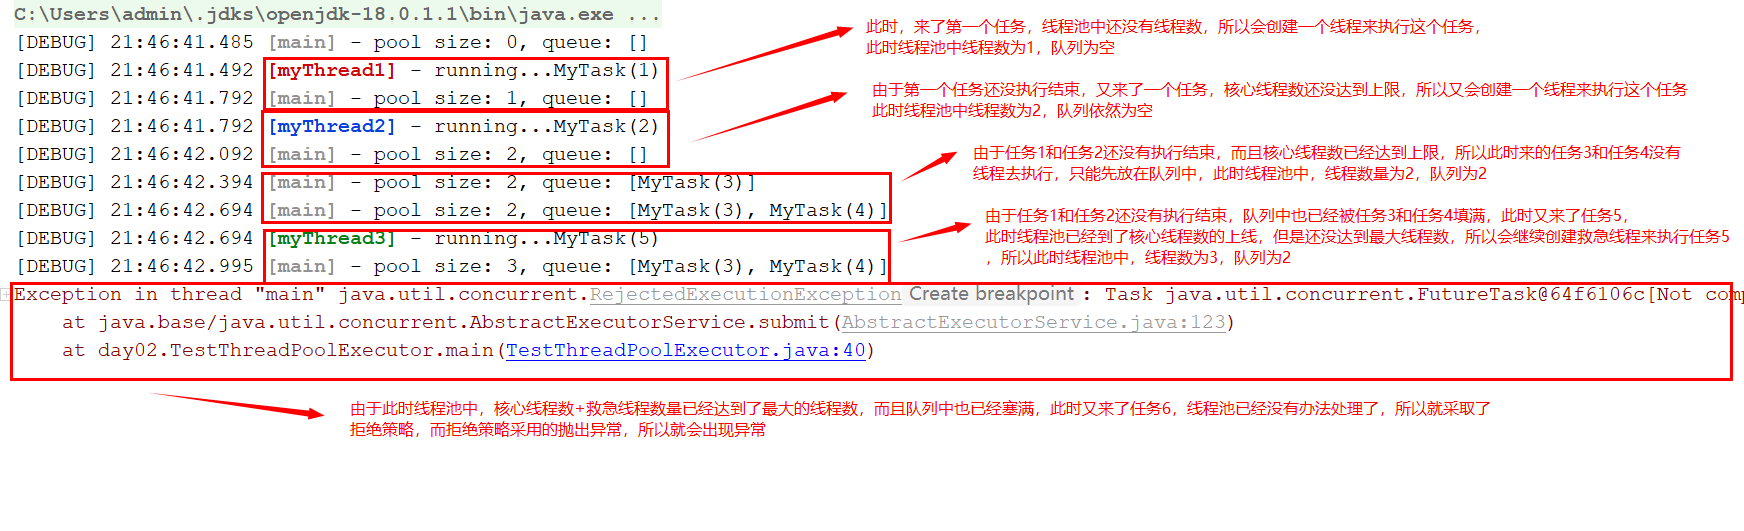 C:\Users\admin\.jdks\openjdk-18.0.1.1\bin\java.exe ...
[DEBUG] 21:46:41.485 [main] - pool size: 0, queue: []
[DEBUG] 21:46:41.492 [myThread1] - running...MyTask(1)
[DEBUG] 21:46:41.792 [main] - pool size: 1, queue: []
[DEBUG] 21:46:41.792 [myThread2] - running...MyTask(2)
[DEBUG] 21:46:42.092 [main] - pool size: 2, queue: []
[DEBUG] 21:46:42.394 [main] - pool size: 2, queue: [MyTask(3)]
[DEBUG] 21:46:42.694 [main] - pool size: 2, queue: [MyTask(3), MyTask(4)]
[DEBUG] 21:46:42.694 [myThread3] - running...MyTask(5)
[DEBUG] 21:46:42.995 [main] - pool size: 3, queue: [MyTask(3), MyTask(4)]
Exception in thread "main" java.util.concurrent.RejectedExecutionException Create breakpoint : Task java.util.concurrent.FutureTask@64f6106c[Not com
at java.base/java.util.concurrent.AbstractExecutorService.submit(AbstractExecutorService.java:123)
at day02.TestThreadPoolExecutor.main(TestThreadPoolExecutor.java:40)
此时，来了第一个任务，线程池中还没有线程数，所以会创建一个线程来执行这个任务，
此时线程池中线程数为1，队列为空
由于第一个任务还没执行结束，又来了一个任务，核心线程数还没达到上限，所以又会创建一个线程来执行这个任务
此时线程池中线程数为2，队列依然为空
由于任务1和任务2还没有执行结束，而且核心线程数已经达到上限，所以此时来的任务3和任务4没有
线程去执行，只能先放在队列中，此时线程池中，线程数量为2，队列为2
由于任务1和任务2还没有执行结束，队列中也已经被任务3和任务4填满，此时又来了任务5，
此时线程池已经到了核心线程数的上线，但是还没达到最大线程数，所以会继续创建救急线程来执行任务5
，所以此时线程池中，线程数为3，队列为2
由于此时线程池中，核心线程数+救急线程数量已经达到了最大的线程数，而且队列中也已经塞满，此时又来了任务6，线程池已经没有办法处理了，所以就采取了
拒绝策略，而拒绝策略采用的抛出异常，所以就会出现异常